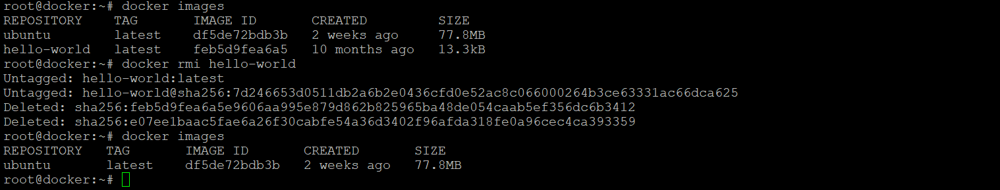 root@docker:~# docker images
REPOSITORY    TAG       IMAGE ID       CREATED         SIZE
ubuntu        latest    df5de72bdb3b   2 weeks ago     77.8MB
hello-world   latest    feb5d9fea6a5   10 months ago   13.3kB
root@docker:~# docker rmi hello-world
Untagged: hello-world:latest
Untagged: hello-world@sha256:7d246653d0511db2a6b2e0436cfd0e52ac8c066000264b3ce63331ac66dca625
Deleted: sha256:feb5d9fea6a5e9606aa995e879d862b825965ba48de054caab5ef356dc6b3412
Deleted: sha256:e07ee1baac5fae6a26f30cabfe54a36d3402f96afda318fe0a96cec4ca393359
root@docker:~# docker images
REPOSITORY   TAG       IMAGE ID       CREATED       SIZE
ubuntu       latest    df5de72bdb3b   2 weeks ago   77.8MB
root@docker:~#